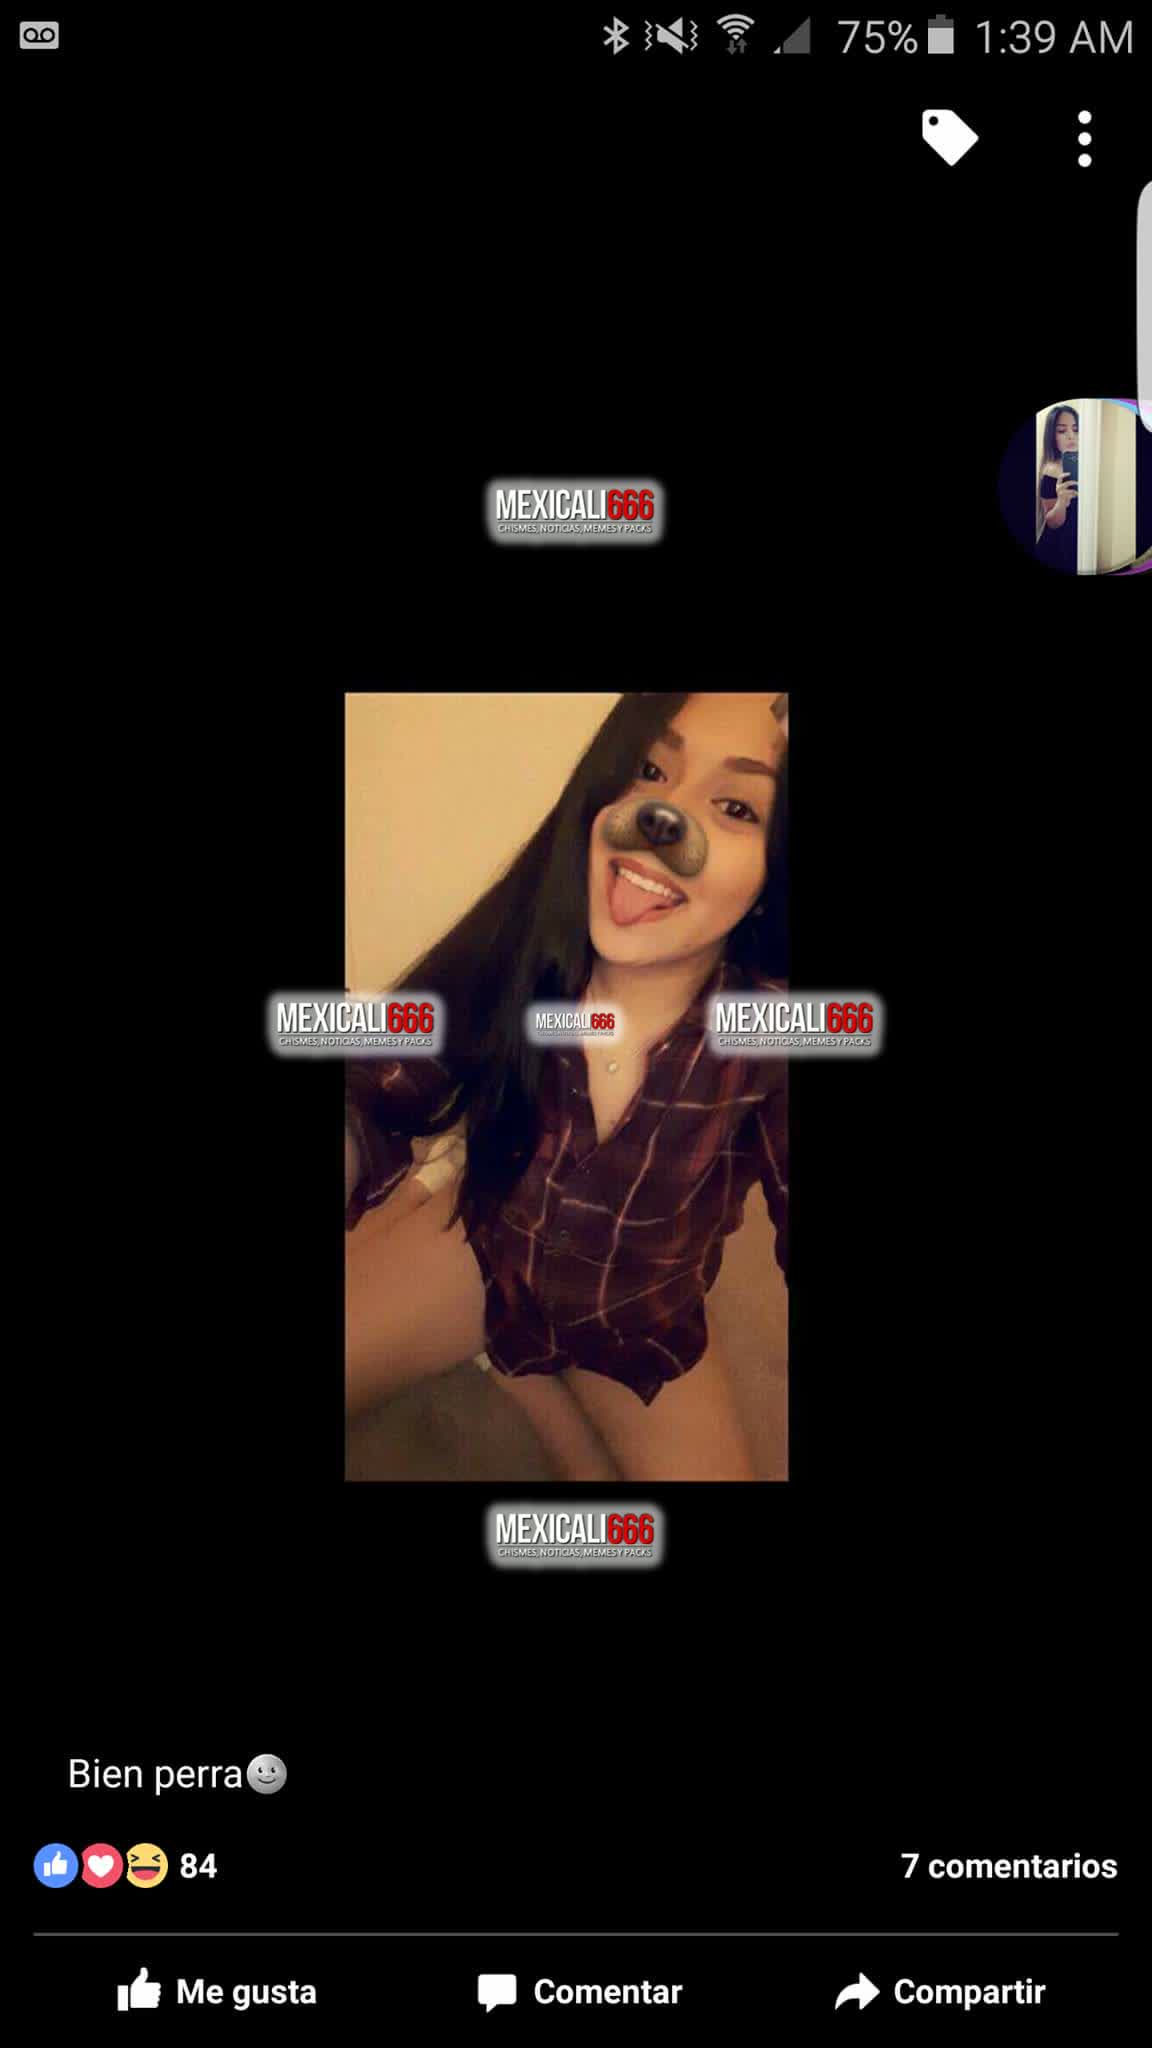 75% 1:39 AM
MEXICALI666
CHISMES, NOTICIAS, MEMES Y PACKS
MEXICALI666
CHISMES, NOTICIAS, MEMES Y PACKS
MEXICALI666
MEXICALI666
CHISMES, NOTICIAS, MEMES Y PACKS
MEXICALI666
CHISMES, NOTICIAS, MEMES Y PACKS
Bien perra🌝
84
7 comentarios
Me gusta
Comentar
Compartir